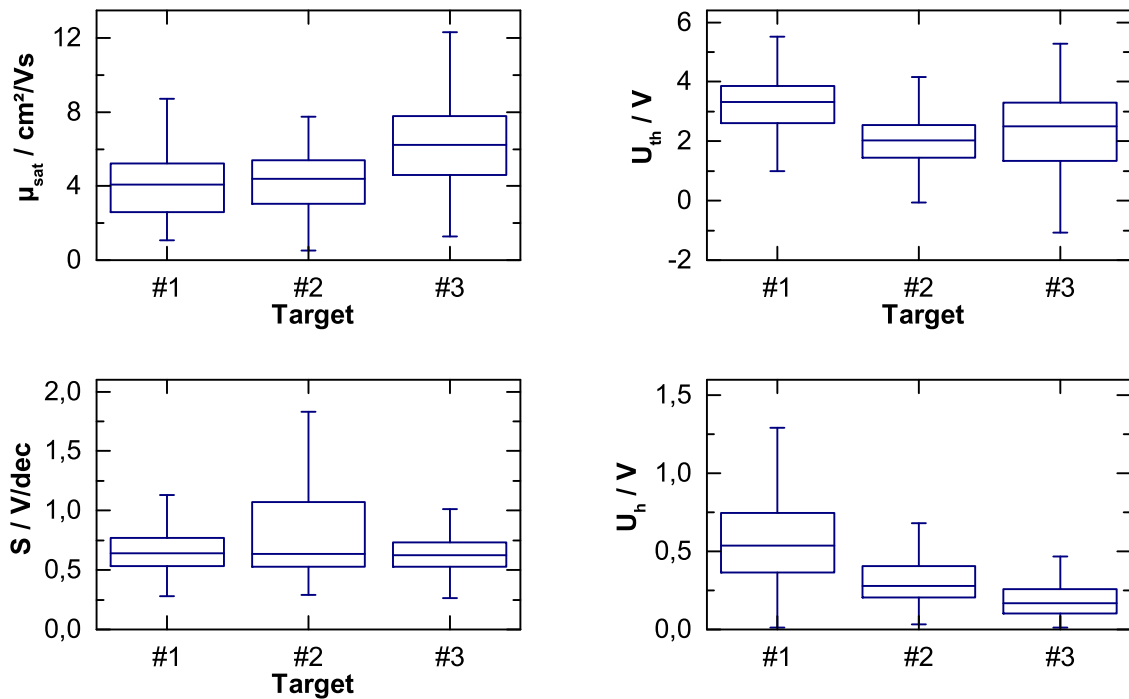 μsat / cm²/Vs
12
8
4
0
#1 #2 #3
Target
Uth / V
6
4
2
0
-2
#1 #2 #3
Target
S / V/dec
2,0
1,5
1,0
0,5
0,0
#1 #2 #3
Target
Uh / V
1,5
1,0
0,5
0,0
#1 #2 #3
Target